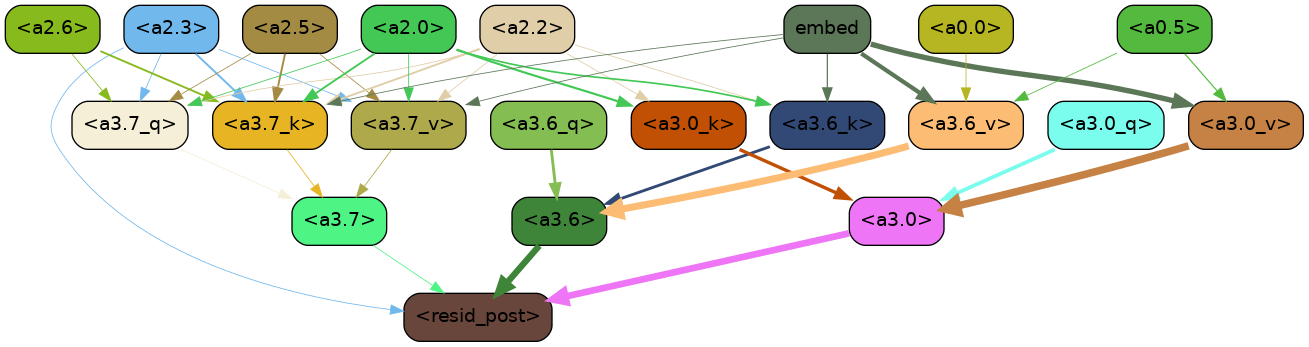 <a2.6> <a2.3> <a2.5> <a2.0> <a2.2> embed <a0.0> <a0.5>
<a3.7_q> <a3.7_k> <a3.7_v> <a3.6_q> <a3.0_k> <a3.6_k> <a3.6_v> <a3.0_q> <a3.0_v>
<a3.7> <a3.6> <a3.0>
<resid_post>